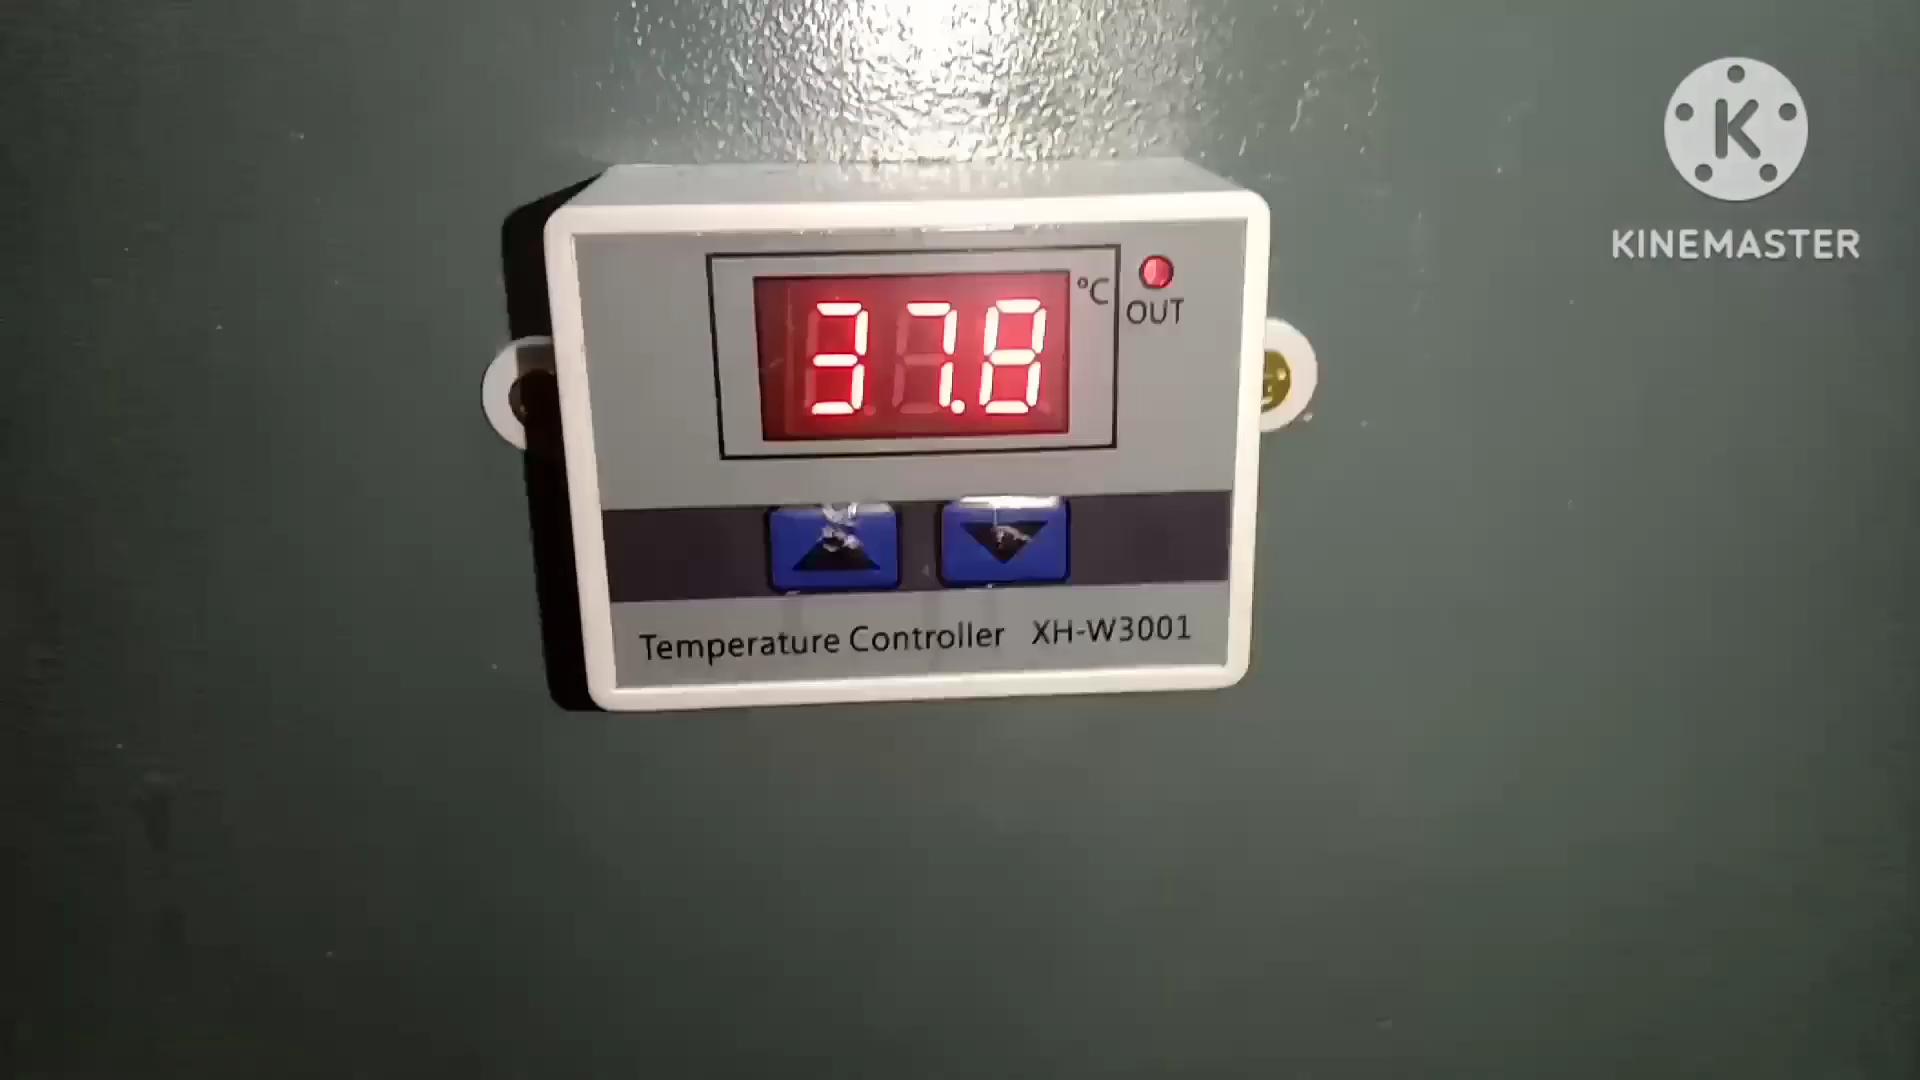 37.8
°C
OUT
Temperature Controller XH-W3001
K
KINEMASTER